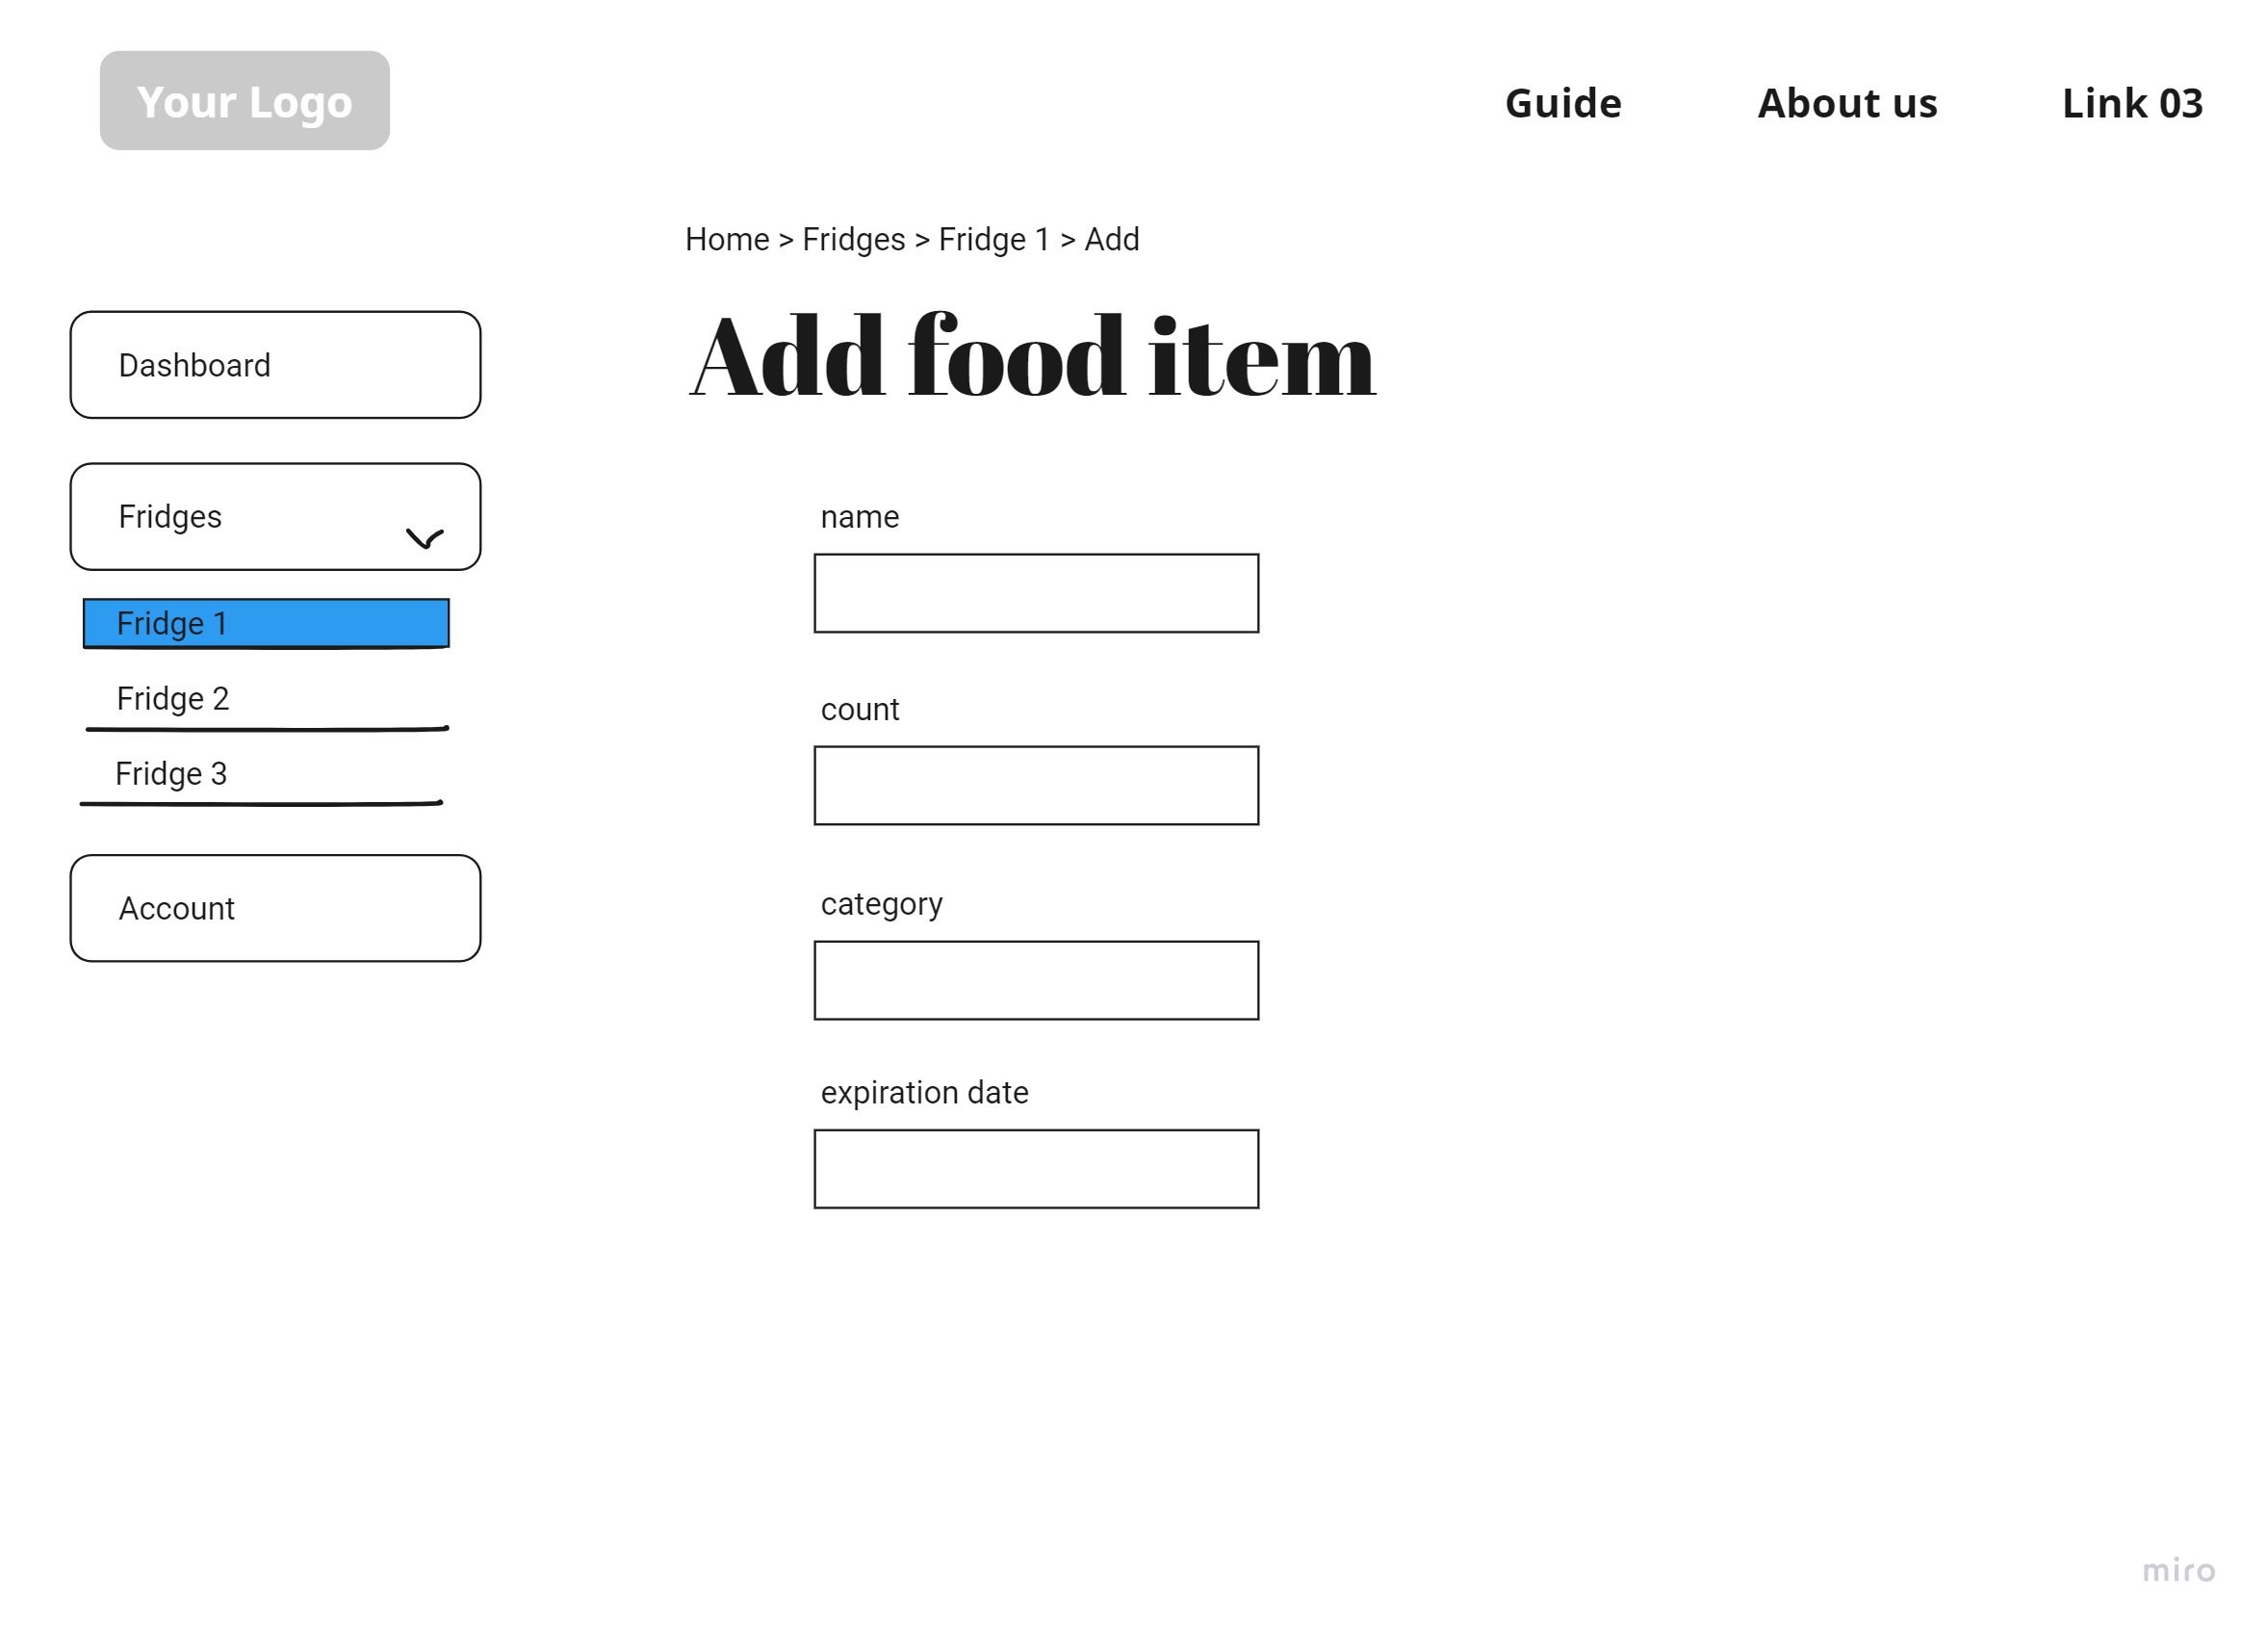 Your Logo
Guide
About us
Link 03
Home > Fridges > Fridge 1 > Add
Add food item
Dashboard
Fridges
Fridge 1
Fridge 2
Fridge 3
Account
name
count
category
expiration date
miro